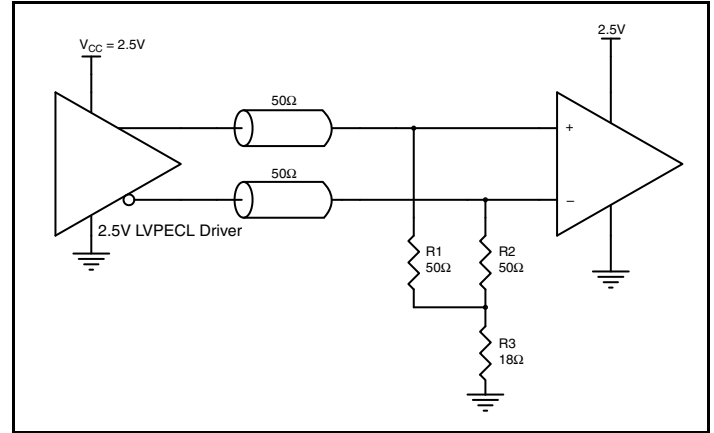 V_CC = 2.5V
2.5V
50Ω
50Ω
+
−
2.5V LVPECL Driver
R1
50Ω
R2
50Ω
R3
18Ω